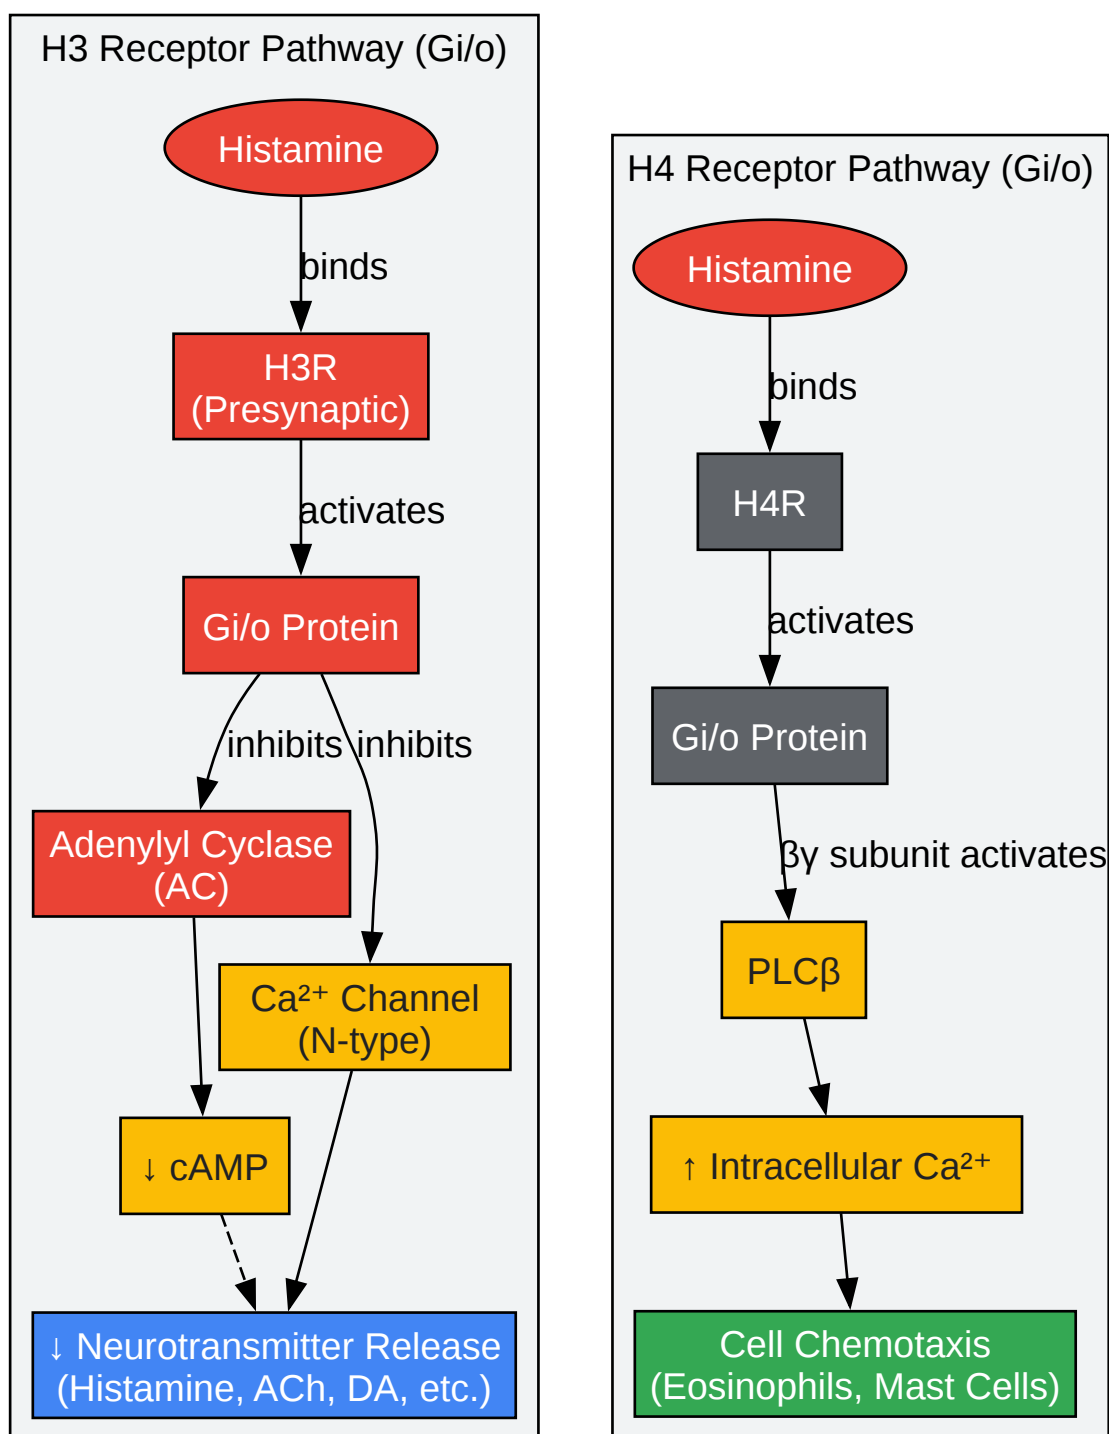 H3 Receptor Pathway (Gi/o)
Histamine
binds
H3R
(Presynaptic)
activates
Gi/o Protein
inhibits
inhibits
Adenylyl Cyclase
(AC)
Ca²⁺ Channel
(N-type)
↓ cAMP
↓ Neurotransmitter Release
(Histamine, ACh, DA, etc.)
H4 Receptor Pathway (Gi/o)
Histamine
binds
H4R
activates
Gi/o Protein
βγ subunit activates
PLCβ
↑ Intracellular Ca²⁺
Cell Chemotaxis
(Eosinophils, Mast Cells)